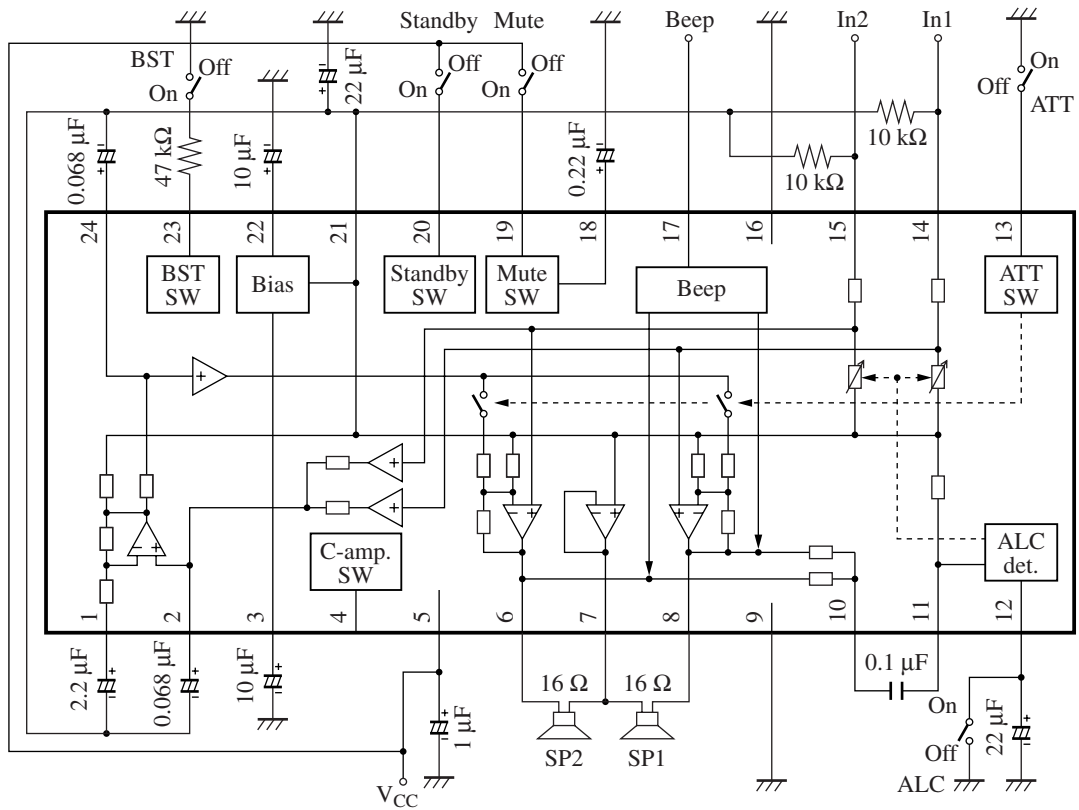 Standby Mute Beep In2 In1
BST Off
On
22 µF
Off
On
Off
On
On
Off
ATT
0.068 µF
47 kΩ
10 µF
0.22 µF
10 kΩ
10 kΩ
24 23 22 21 20 19 18 17 16 15 14 13
BST
SW
Bias
Standby
SW
Mute
SW
Beep
ATT
SW
+
+
+
− +
− +
− +
+ −
− +
C-amp.
SW
ALC
det.
1 2 3 4 5 6 7 8 9 10 11 12
2.2 µF
0.068 µF
10 µF
1 µF
16 Ω 16 Ω
SP2 SP1
0.1 µF
On
Off
ALC
22 µF
VCC